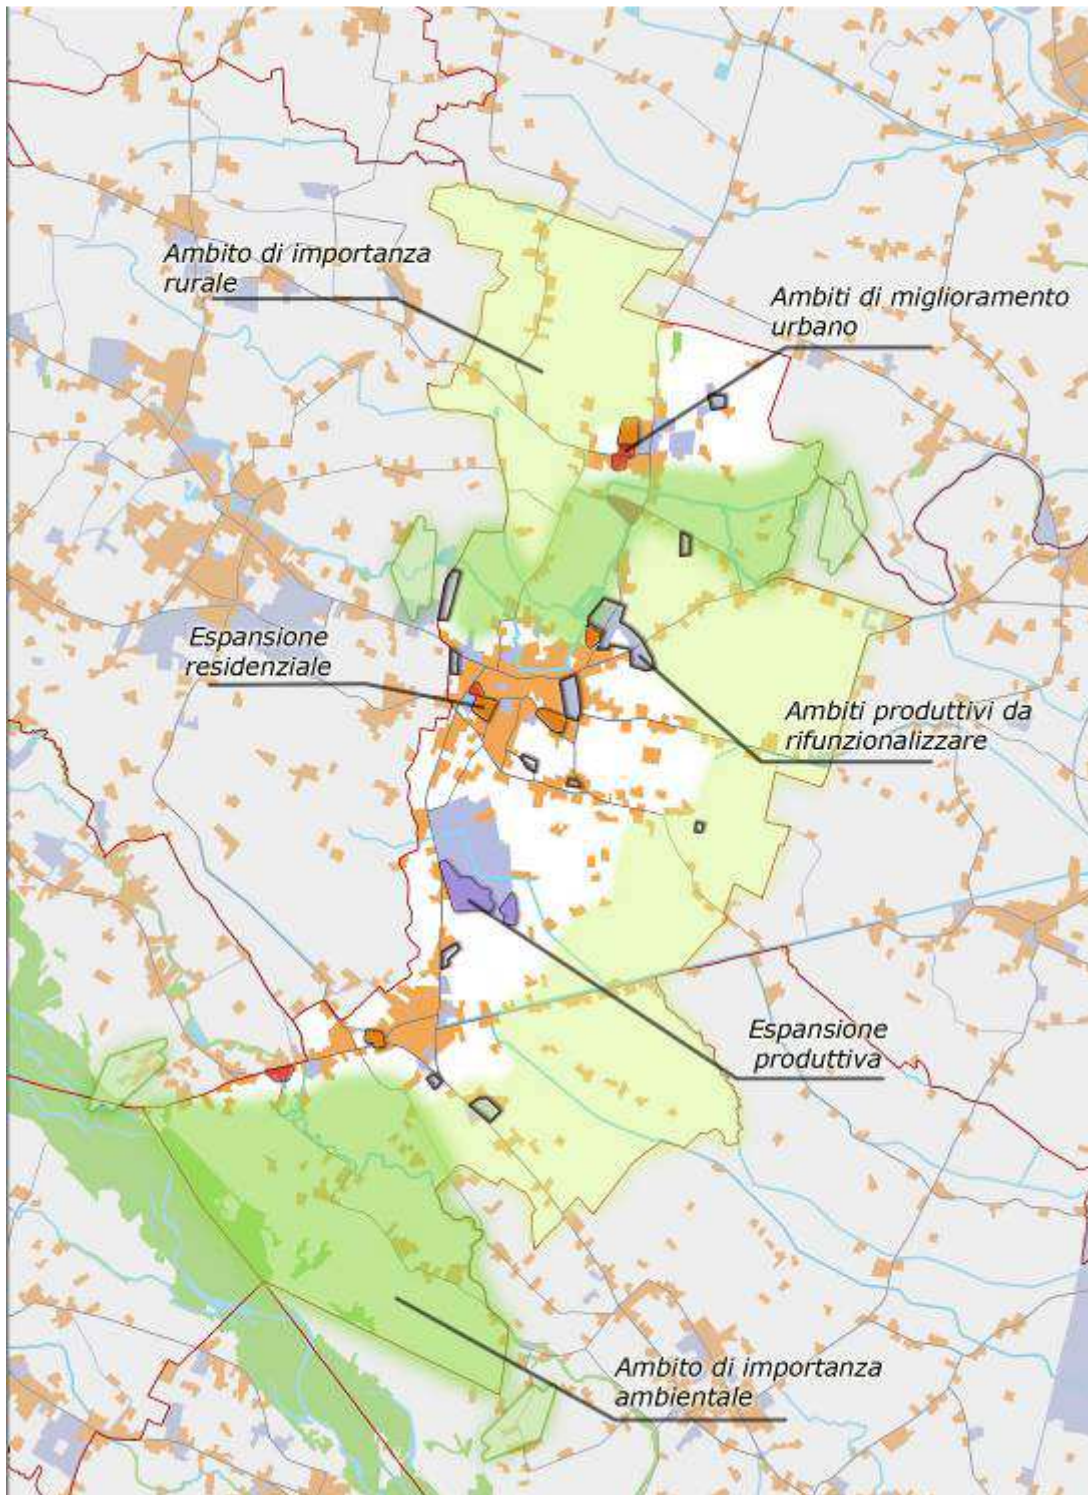 Ambito di importanza
rurale
Ambiti di miglioramento
urbano
Espansione
residenziale
Ambiti produttivi da
rifunzionalizzare
Espansione
produttiva
Ambito di importanza
ambientale